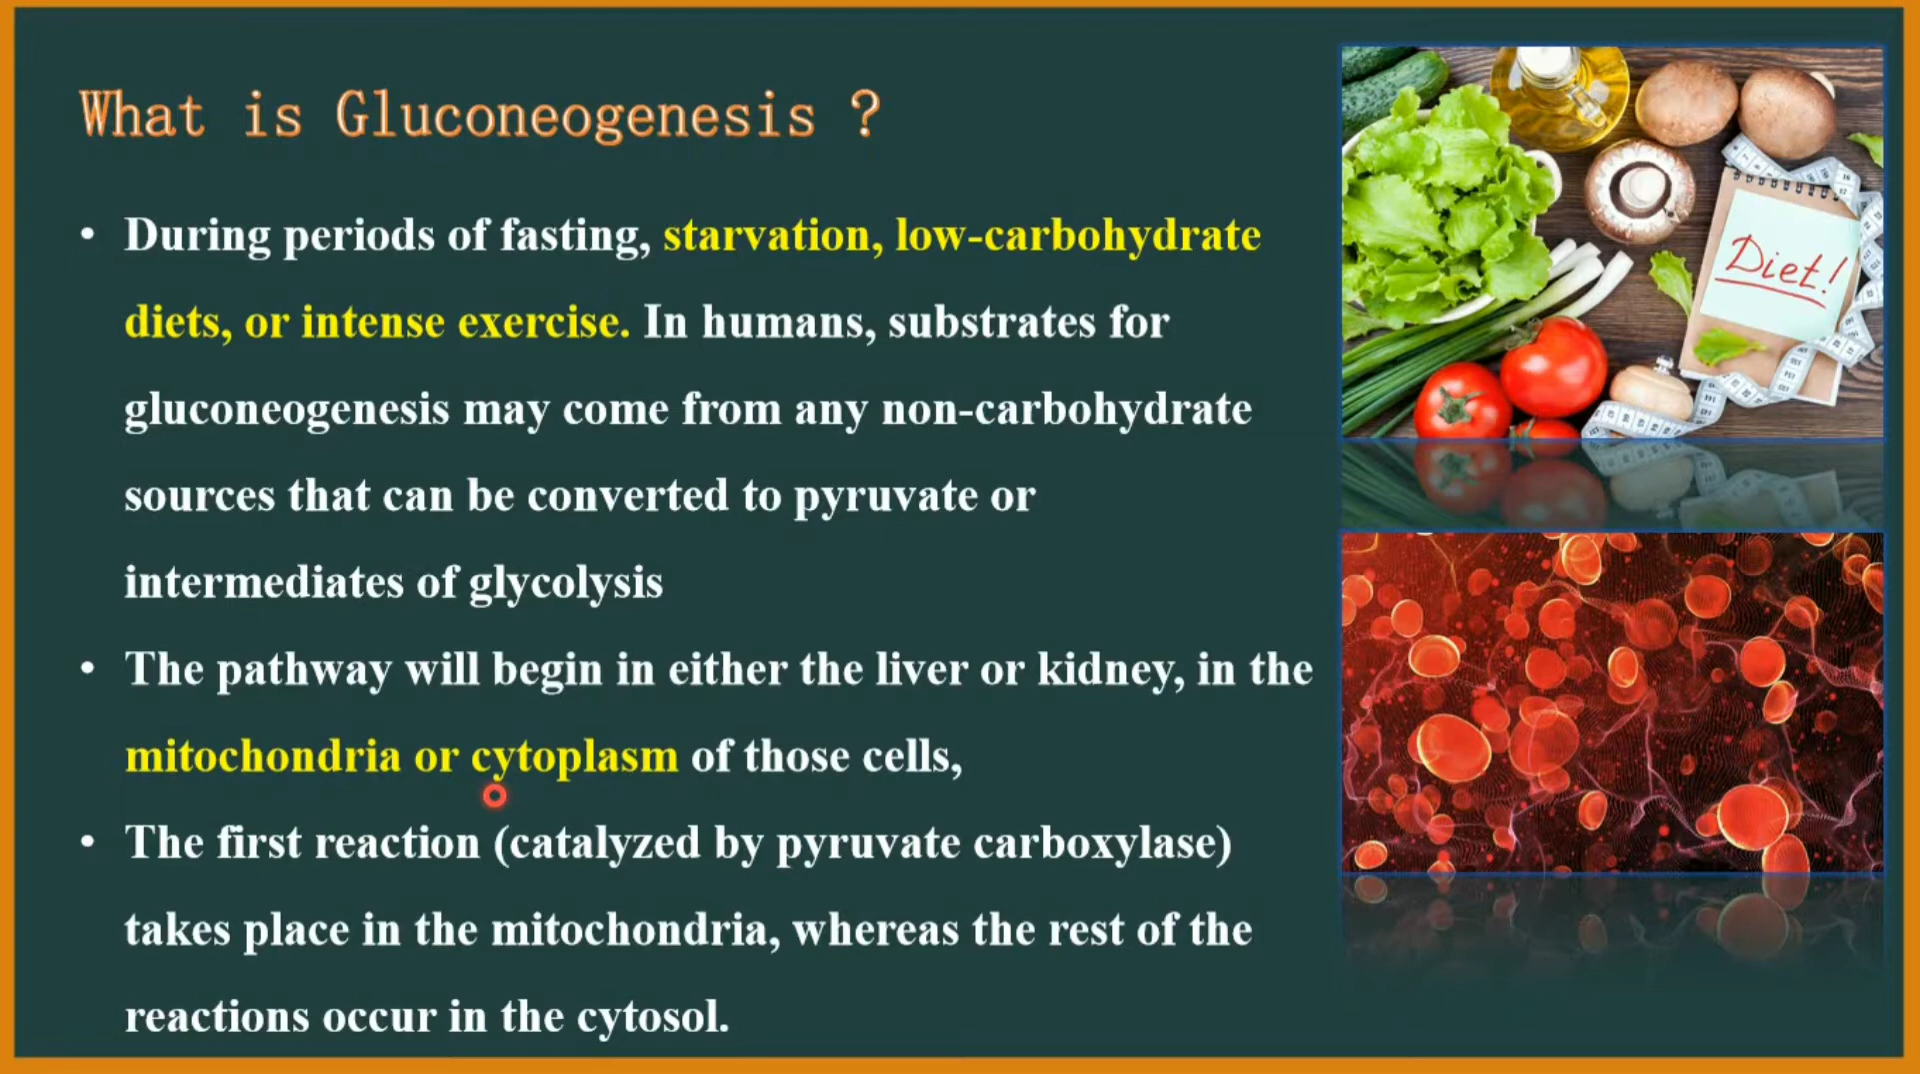 What is Gluconeogenesis ?
• During periods of fasting, starvation, low-carbohydrate
diets, or intense exercise. In humans, substrates for
gluconeogenesis may come from any non-carbohydrate
sources that can be converted to pyruvate or
intermediates of glycolysis
• The pathway will begin in either the liver or kidney, in the
mitochondria or cytoplasm of those cells,
• The first reaction (catalyzed by pyruvate carboxylase)
takes place in the mitochondria, whereas the rest of the
reactions occur in the cytosol.
Diet!